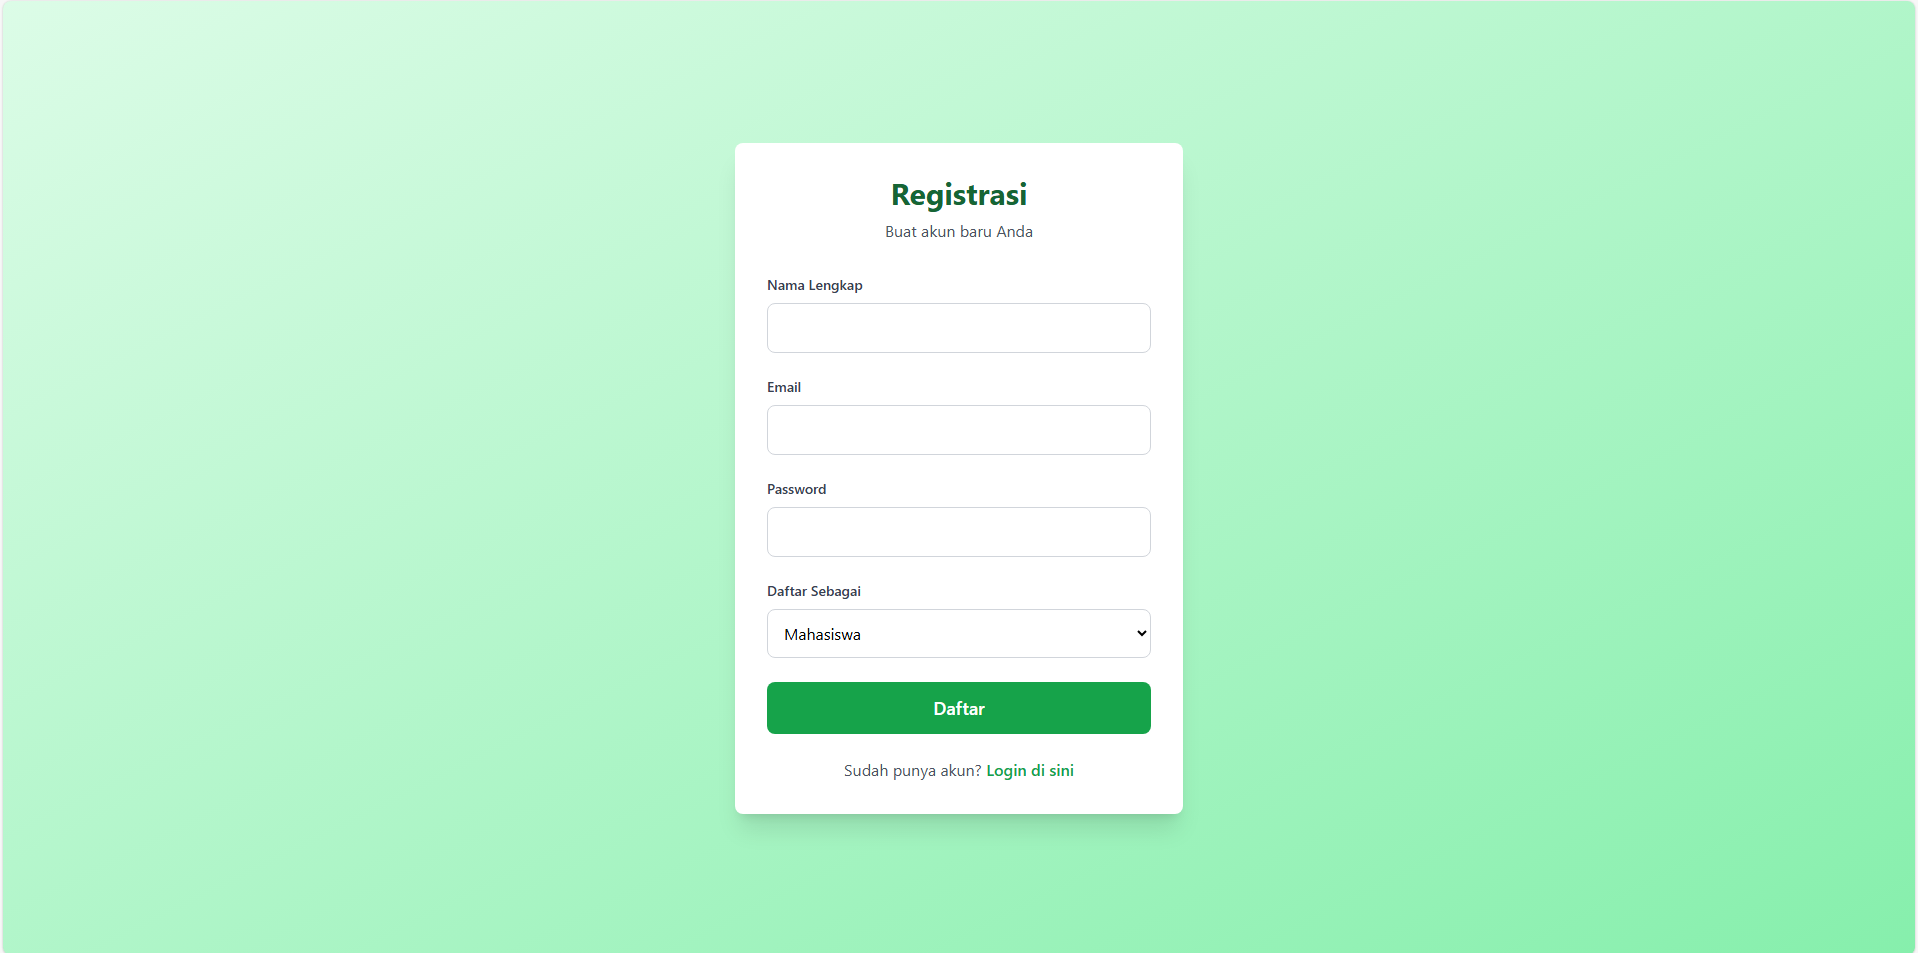 Registrasi
Buat akun baru Anda
Nama Lengkap
Email
Password
Daftar Sebagai
Mahasiswa
Daftar
Sudah punya akun? Login di sini